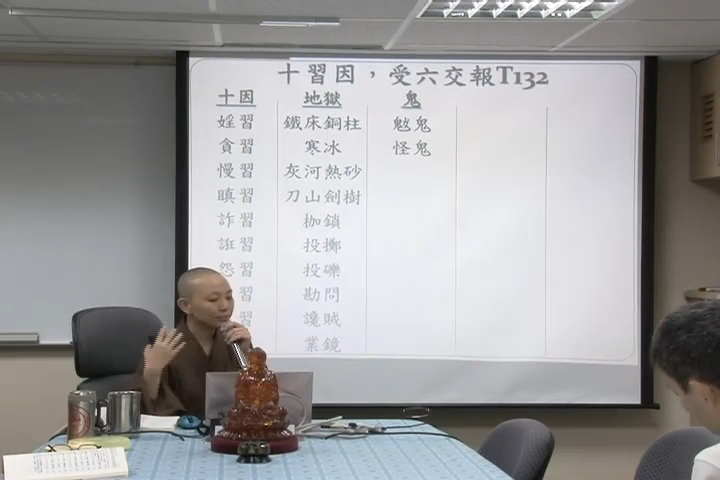 十習因，受六交報T132
十因 地獄 鬼
婬習 鐵床銅柱 魃鬼
貪習 寒冰 怪鬼
慢習 灰河熱砂
瞋習 刀山劍樹
詐習 枷鎖
誑習 投擲
怨習 投礫
習 勘問
習 讒賊
業鏡